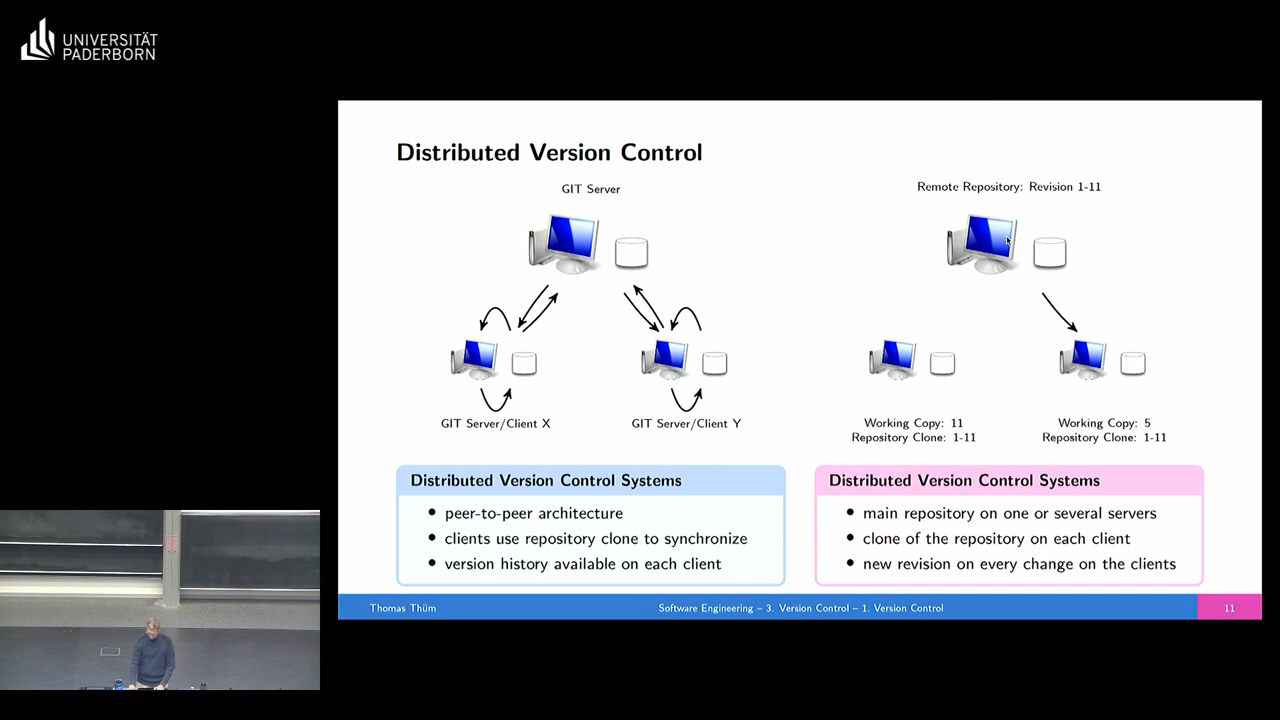 UNIVERSITÄT
PADERBORN
Distributed Version Control
GIT Server
GIT Server/Client X
GIT Server/Client Y
Remote Repository: Revision 1-11
Working Copy: 11
Repository Clone: 1-11
Working Copy: 5
Repository Clone: 1-11
Distributed Version Control Systems
• peer-to-peer architecture
• clients use repository clone to synchronize
• version history available on each client
Distributed Version Control Systems
• main repository on one or several servers
• clone of the repository on each client
• new revision on every change on the clients
Thomas Thüm
Software Engineering – 3. Version Control – 1. Version Control
11